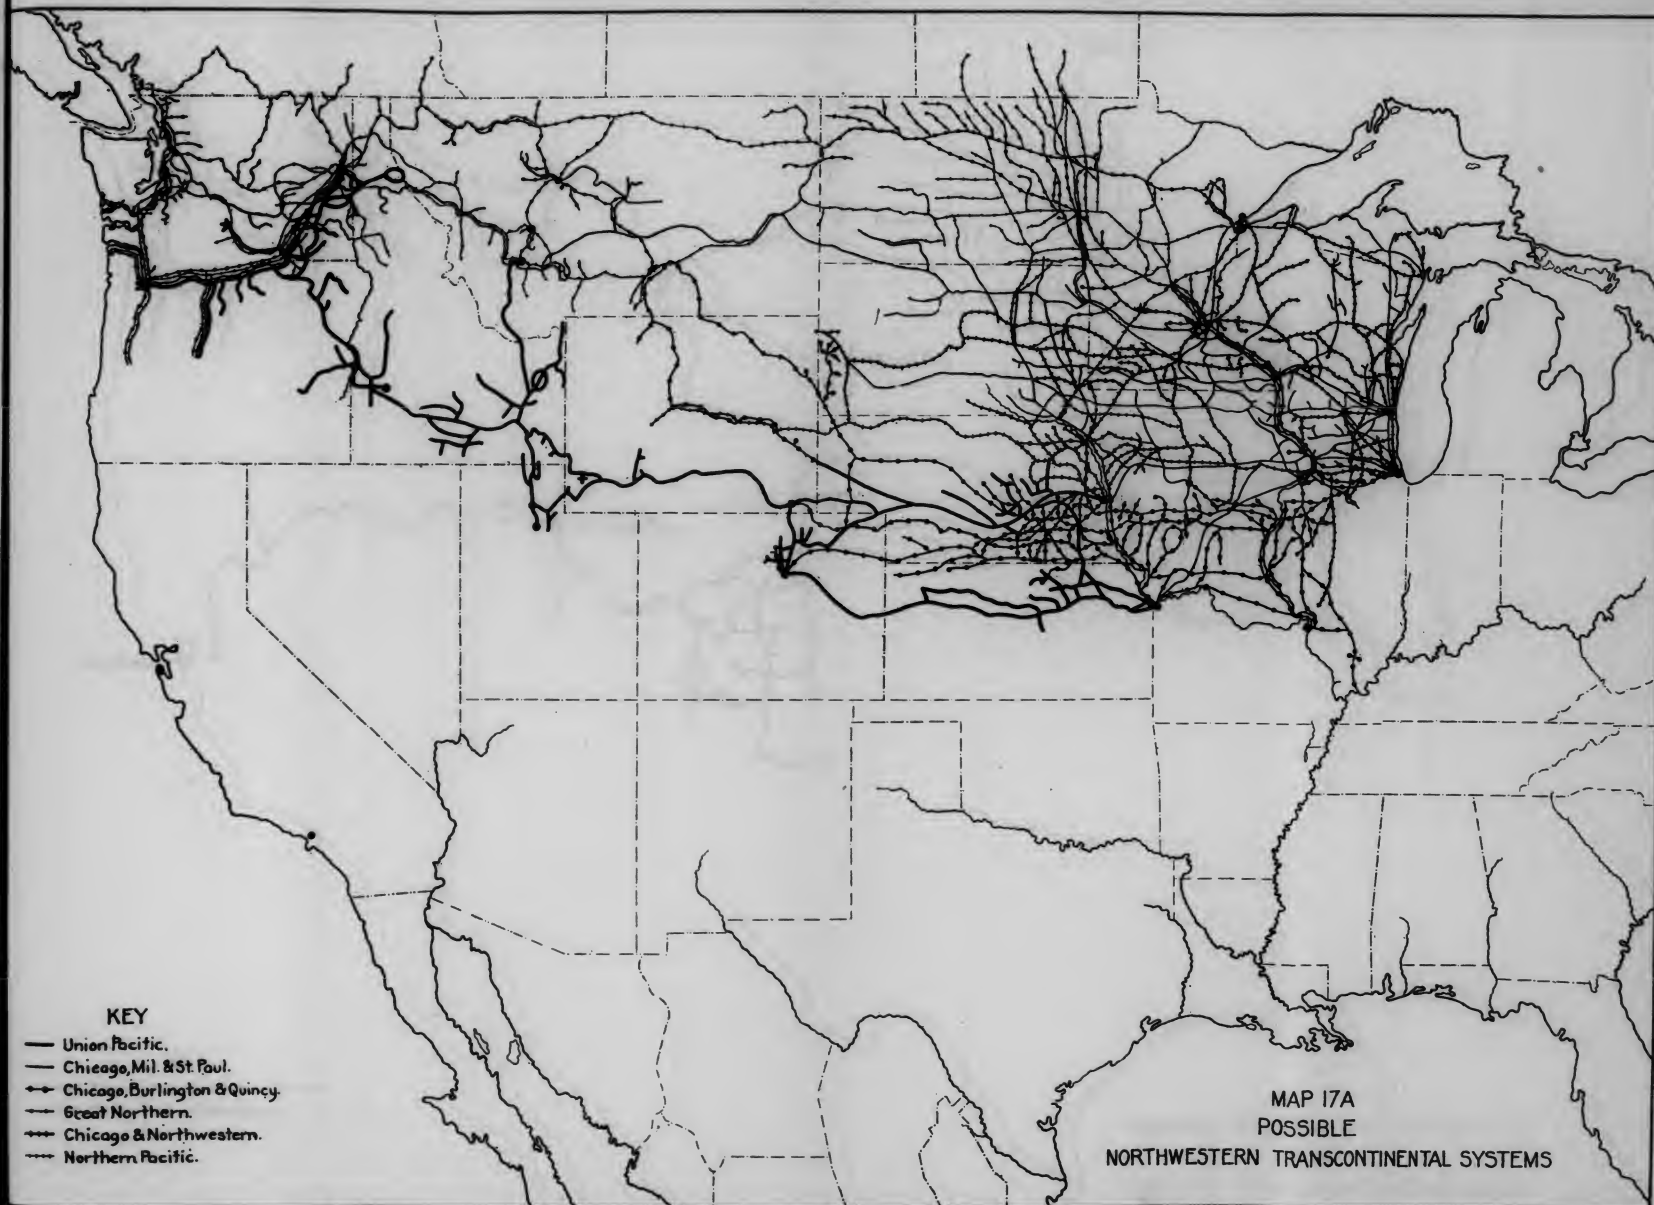 KEY
Union Pacific.
Chicago, Mil. & St. Paul.
Chicago, Burlington & Quincy.
Great Northern.
Chicago & Northwestern.
Northern Pacific.
MAP 17A
POSSIBLE
NORTHWESTERN TRANSCONTINENTAL SYSTEMS